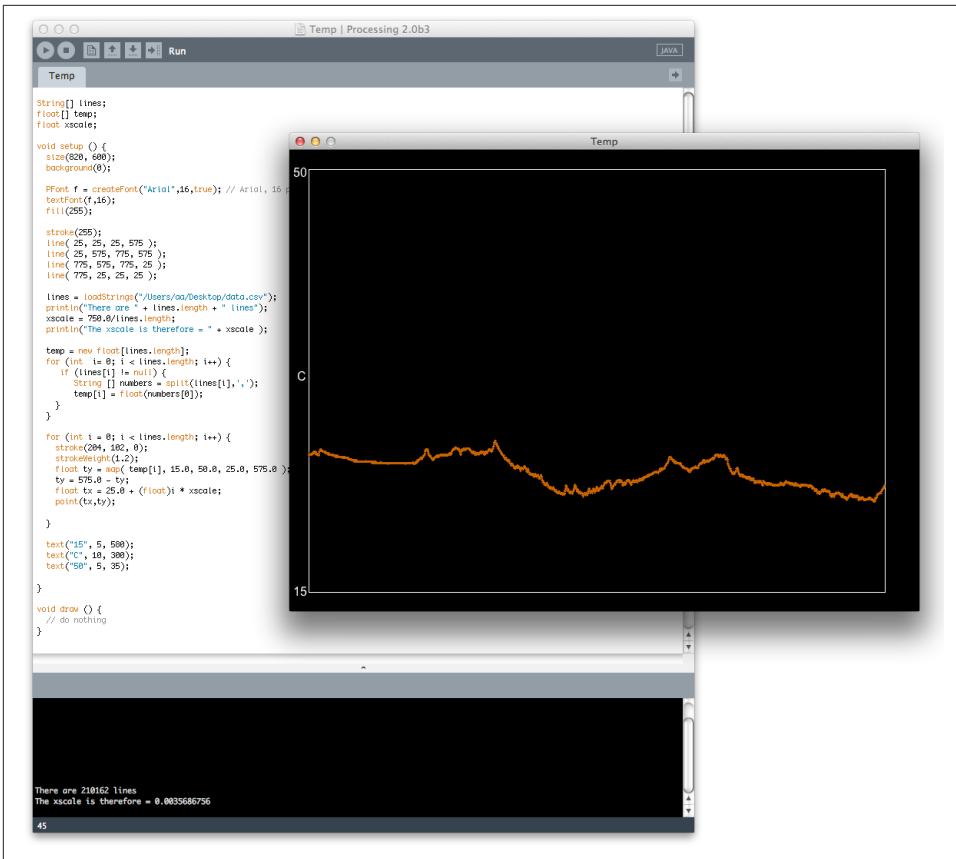 Temp | Processing 2.0b3
Run
JAVA
Temp
String[] lines;
float[] temp;
float xscale;
void setup () {
size(820, 600);
background(0);
PFont f = createFont("Arial",16,true); // Arial, 16
textFont(f,16);
fill(255);
stroke(255);
line( 25, 25, 25, 575 );
line( 25, 575, 775, 575 );
line( 775, 575, 775, 25 );
line( 775, 25, 25, 25 );
lines = loadStrings("/Users/aa/Desktop/data.csv");
println("There are " + lines.length + " lines");
xscale = 750.0/lines.length;
println("The xscale is therefore = " + xscale );
temp = new float[lines.length];
for (int  i= 0; i < lines.length; i++) {
if (lines[i] != null) {
String [] numbers = split(lines[i],',');
temp[i] = float(numbers[0]);
}
}
for (int i = 0; i < lines.length; i++) {
stroke(204, 102, 0);
strokeWeight(1.2);
float ty = map( temp[i], 15.0, 50.0, 25.0, 575.0 );
ty = 575.0 - ty;
float tx = 25.0 + (float)i * xscale;
point(tx,ty);
}
text("15", 5, 580);
text("C", 10, 300);
text("50", 5, 35);
}
void draw () {
// do nothing
}
Temp
50
C
15
There are 210162 lines
The xscale is therefore = 0.0035686756
45